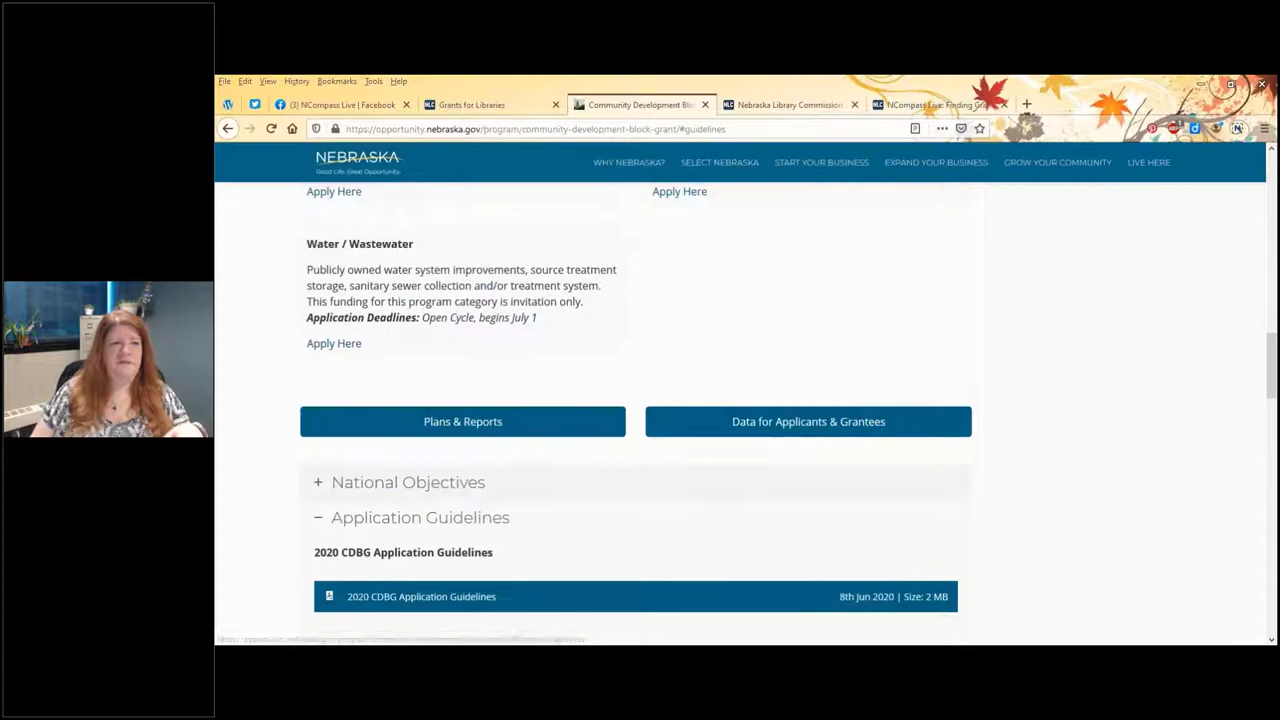 File Edit View History Bookmarks Tools Help
(3) NCompass Live | Facebook
Grants for Libraries
Community Development Blo
Nebraska Library Commission
NCompass Live: Finding Gra
https://opportunity.nebraska.gov/program/community-development-block-grant/#guidelines
NEBRASKA
Good Life. Great Opportunity.
WHY NEBRASKA? SELECT NEBRASKA START YOUR BUSINESS EXPAND YOUR BUSINESS GROW YOUR COMMUNITY LIVE HERE
Apply Here
Apply Here
Water / Wastewater
Publicly owned water system improvements, source treatment
storage, sanitary sewer collection and/or treatment system.
This funding for this program category is invitation only.
Application Deadlines: Open Cycle, begins July 1
Apply Here
Plans & Reports
Data for Applicants & Grantees
+ National Objectives
− Application Guidelines
2020 CDBG Application Guidelines
2020 CDBG Application Guidelines 8th Jun 2020 | Size: 2 MB